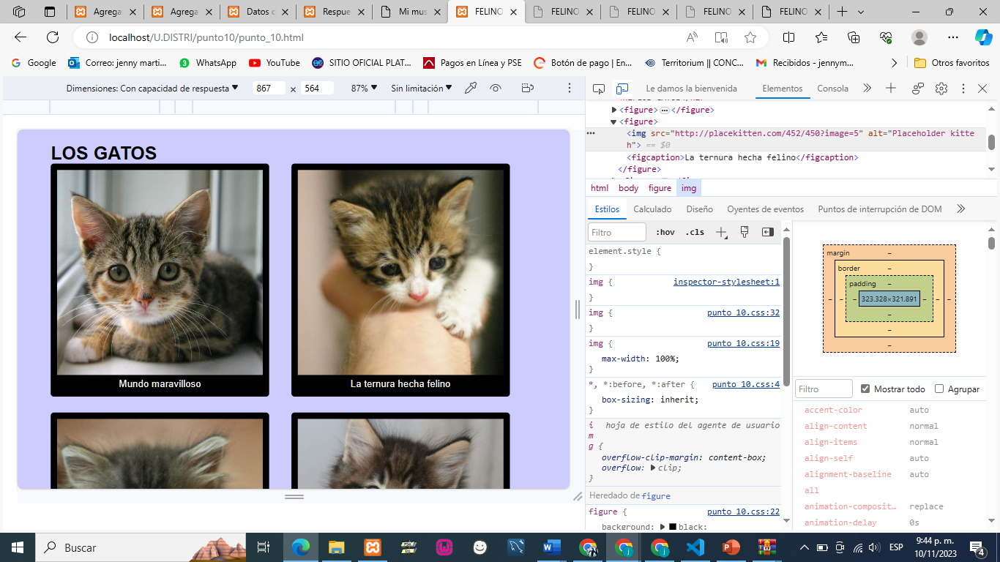 Agrega
Agrega
Datos c
Respue
Mi mus
FELINO
FELINO
FELINO
FELINO
FELINO
localhost/U.DISTRI/punto10/punto_10.html
Google
Correo: jenny marti...
WhatsApp
YouTube
SITIO OFICIAL PLAT...
Pagos en Línea y PSE
Botón de pago | En...
Territorium || CONC...
Recibidos - jennym...
Otros favoritos
Dimensiones: Con capacidad de respuesta
867 x 564
87%
Sin limitación
LOS GATOS
Mundo maravilloso
La ternura hecha felino
Le damos la bienvenida
Elementos
Consola
<figure>...</figure>
<figure>
<img src="http://placekitten.com/452/450?image=5" alt="Placeholder kitte
h"> == $0
<figcaption>La ternura hecha felino</figcaption>
</figure>
html body figure img
Estilos
Calculado
Diseño
Oyentes de eventos
Puntos de interrupción de DOM
Filtro
:hov .cls
element.style {
}
img { inspector-stylesheet:1
}
img { punto 10.css:32
}
img { punto 10.css:19
max-width: 100%;
}
*, *:before, *:after { punto 10.css:4
box-sizing: inherit;
}
i hoja de estilo del agente de usuario
m
g {
overflow-clip-margin: content-box;
overflow: clip;
}
Heredado de figure
figure { punto 10.css:22
background: black;
margin
–
border
–
padding
–
– – – 323.328×321.891 – – –
–
–
–
Filtro
Mostrar todo
Agrupar
accent-color auto
align-content normal
align-items normal
align-self auto
alignment-baseline auto
all
animation-composit... replace
animation-delay 0s
Buscar
ESP
9:44 p. m.
10/11/2023
4